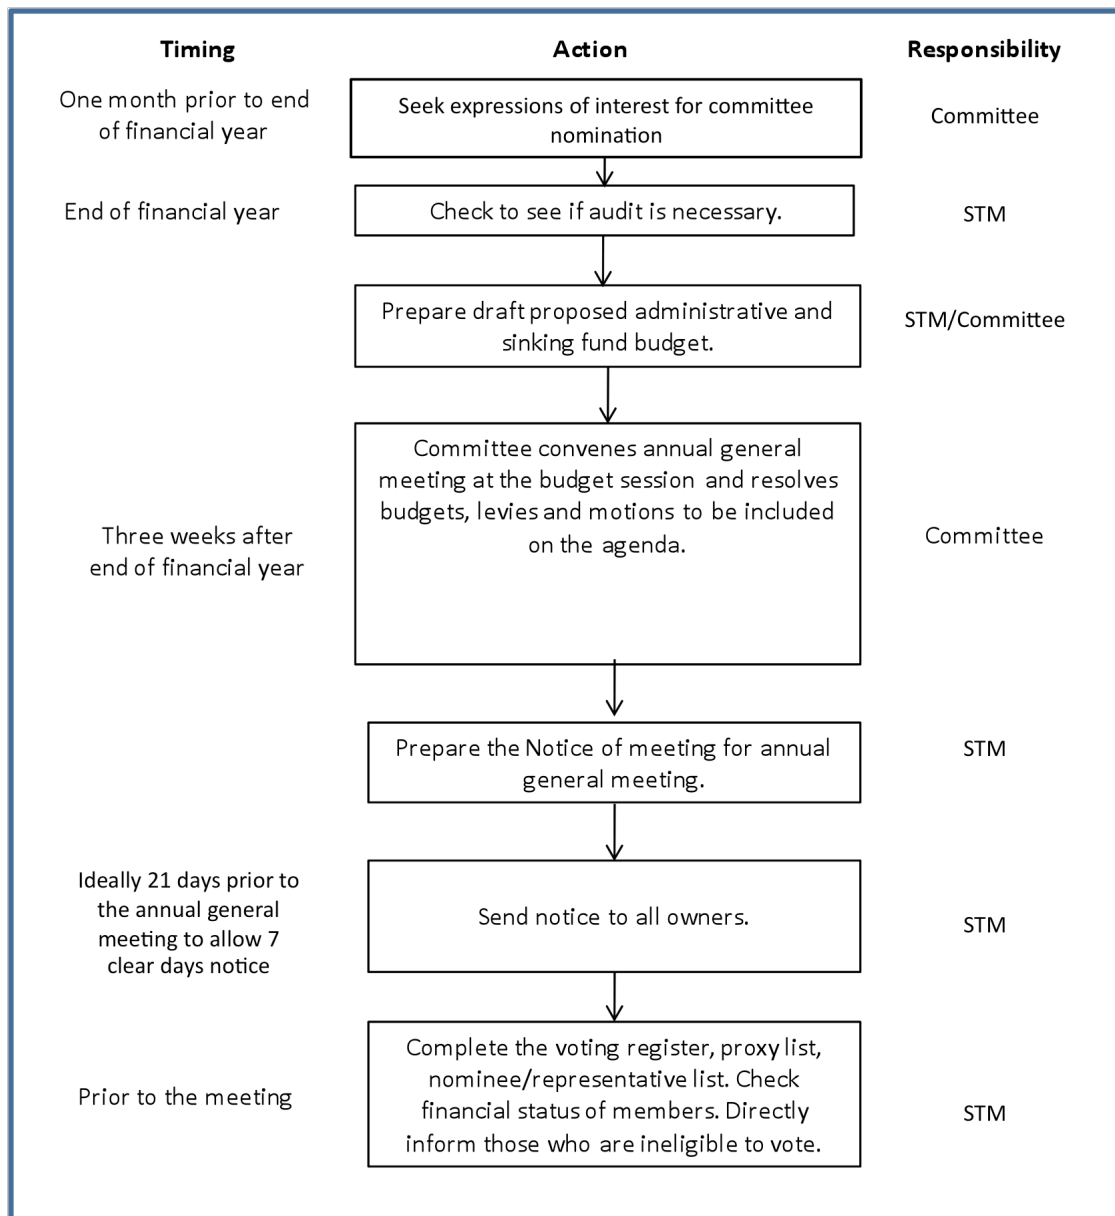 Timing Action Responsibility
One month prior to end
of financial year
Seek expressions of interest for committee
nomination
Committee
End of financial year
Check to see if audit is necessary.
STM
Prepare draft proposed administrative and
sinking fund budget.
STM/Committee
Three weeks after
end of financial year
Committee convenes annual general
meeting at the budget session and resolves
budgets, levies and motions to be included
on the agenda.
Committee
Prepare the Notice of meeting for annual
general meeting.
STM
Ideally 21 days prior to
the annual general
meeting to allow 7
clear days notice
Send notice to all owners.
STM
Prior to the meeting
Complete the voting register, proxy list,
nominee/representative list. Check
financial status of members. Directly
inform those who are ineligible to vote.
STM